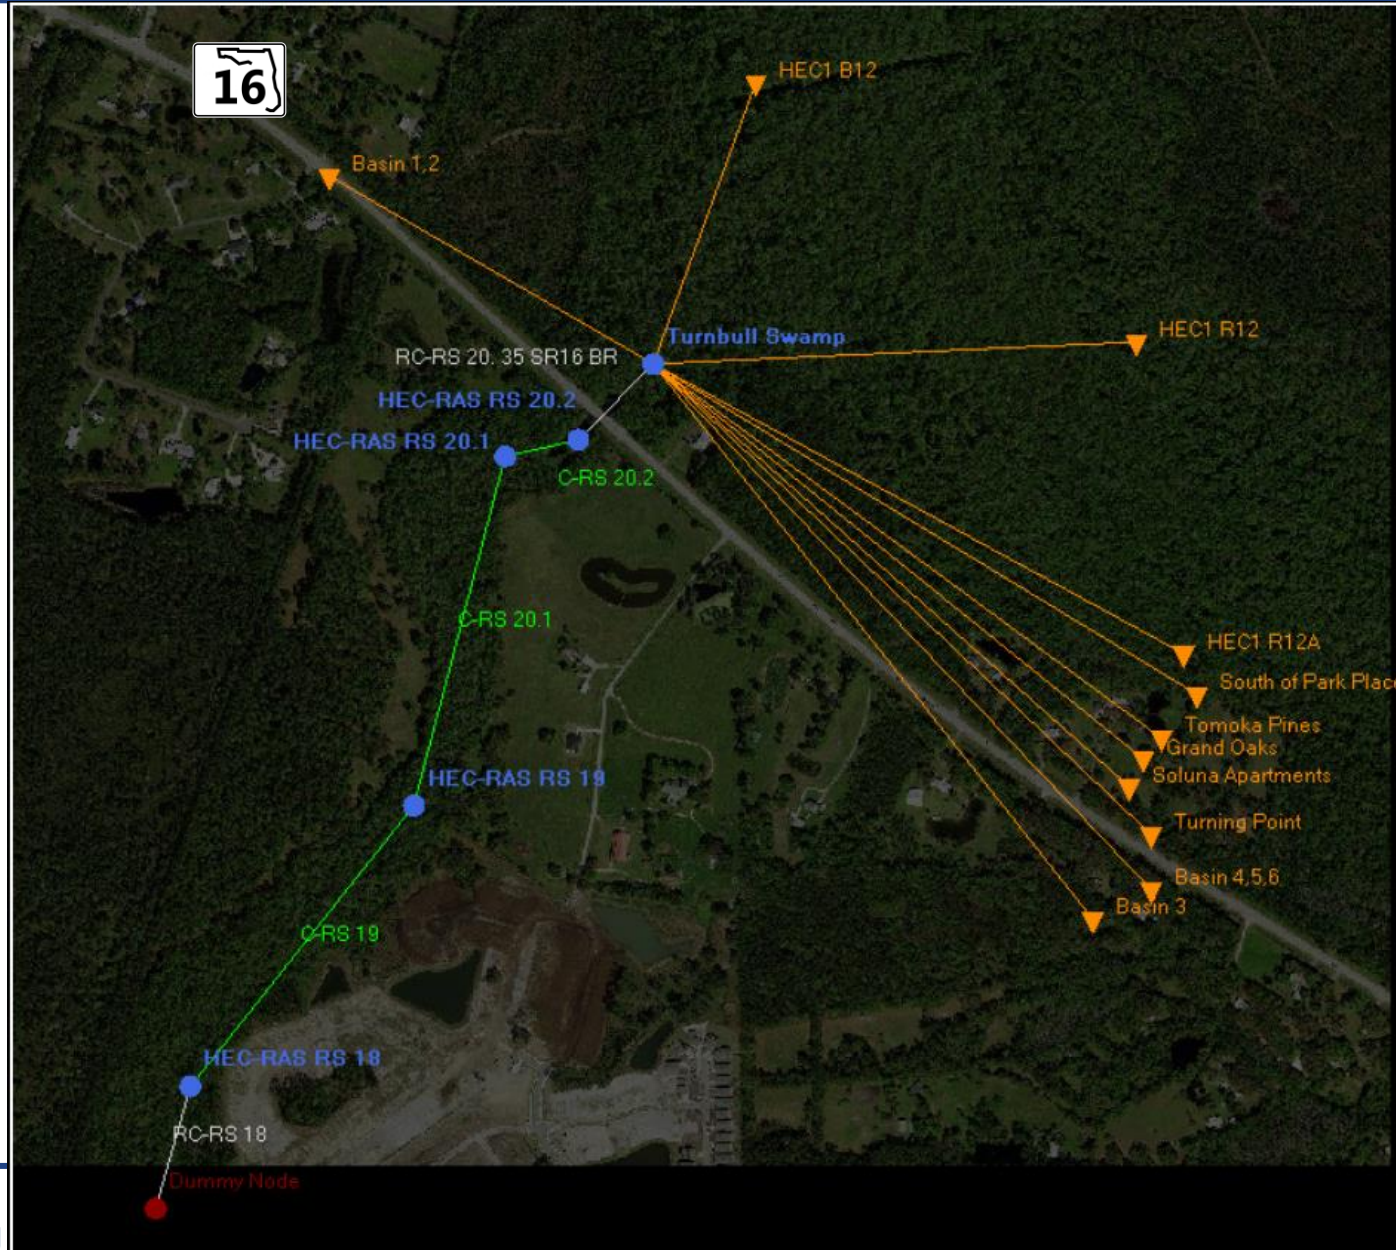 16
HEC1 B12
Basin 1,2
HEC1 R12
Turnbull Swamp
RC-RS 20. 35 SR16 BR
HEC-RAS RS 20.2
HEC-RAS RS 20.1
C-RS 20.2
C-RS 20.1
HEC1 R12A
South of Park Plac
Tomoka Pines
Grand Oaks
Soluna Apartments
HEC-RAS RS 19
Turning Point
Basin 4,5,6
Basin 3
C-RS 19
HEC-RAS RS 18
RC-RS 18
Dummy Node